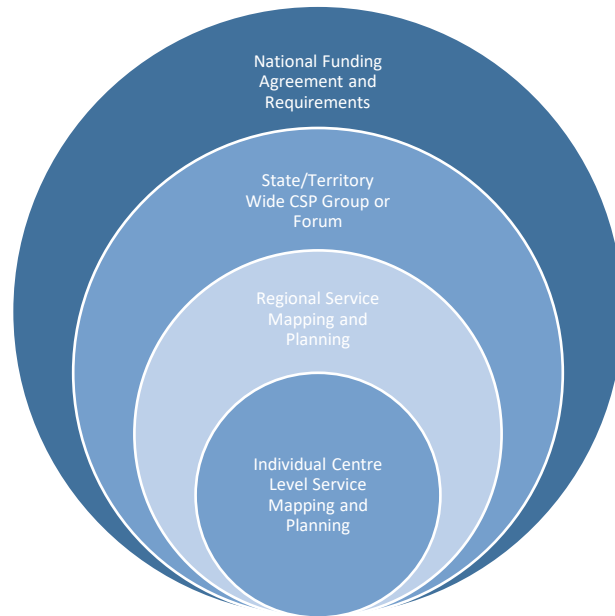 National Funding
Agreement and
Requirements
State/Territory
Wide CSP Group or
Forum
Regional Service
Mapping and
Planning
Individual Centre
Level Service
Mapping and
Planning